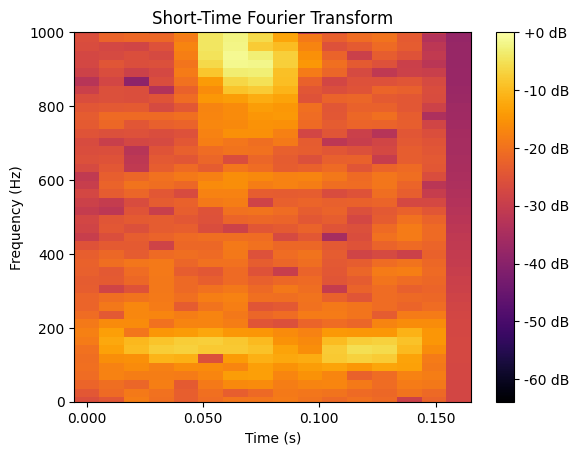 Short-Time Fourier Transform
Frequency (Hz)
1000
800
600
400
200
0
0.000
0.050
0.100
0.150
Time (s)
+0 dB
-10 dB
-20 dB
-30 dB
-40 dB
-50 dB
-60 dB